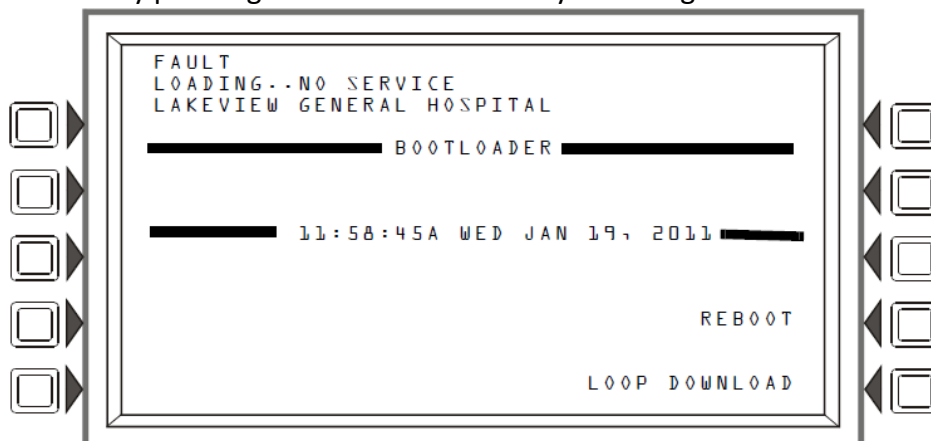 FAULT
LOADING..NO SERVICE
LAKEVIEW GENERAL HOSPITAL
BOOTLOADER
11:58:45A WED JAN 19, 2011
REBOOT
LOOP DOWNLOAD